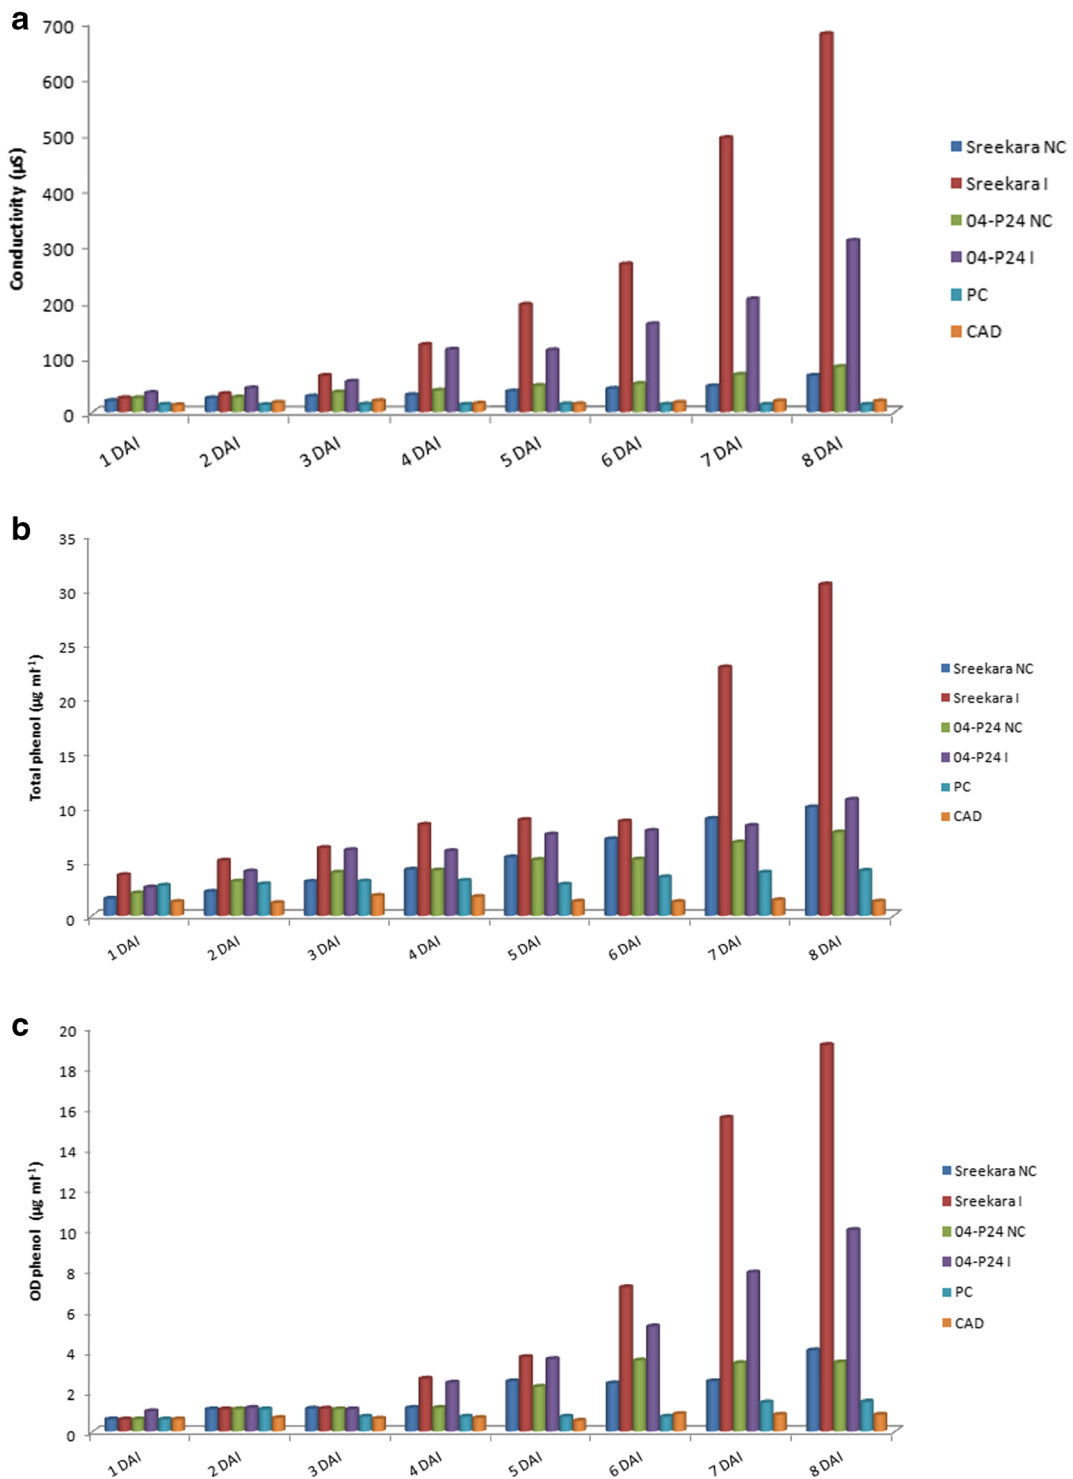 a
700
600
500
400
300
200
100
0
Conductivity (µS)
1 DAI 2 DAI 3 DAI 4 DAI 5 DAI 6 DAI 7 DAI 8 DAI
Sreekara NC
Sreekara I
04-P24 NC
04-P24 I
PC
CAD
b
35
30
25
20
15
10
5
0
Total phenol (µg ml⁻¹)
1 DAI 2 DAI 3 DAI 4 DAI 5 DAI 6 DAI 7 DAI 8 DAI
Sreekara NC
Sreekara I
04-P24 NC
04-P24 I
PC
CAD
c
20
18
16
14
12
10
8
6
4
2
0
OD phenol (µg ml⁻¹)
1 DAI 2 DAI 3 DAI 4 DAI 5 DAI 6 DAI 7 DAI 8 DAI
Sreekara NC
Sreekara I
04-P24 NC
04-P24 I
PC
CAD